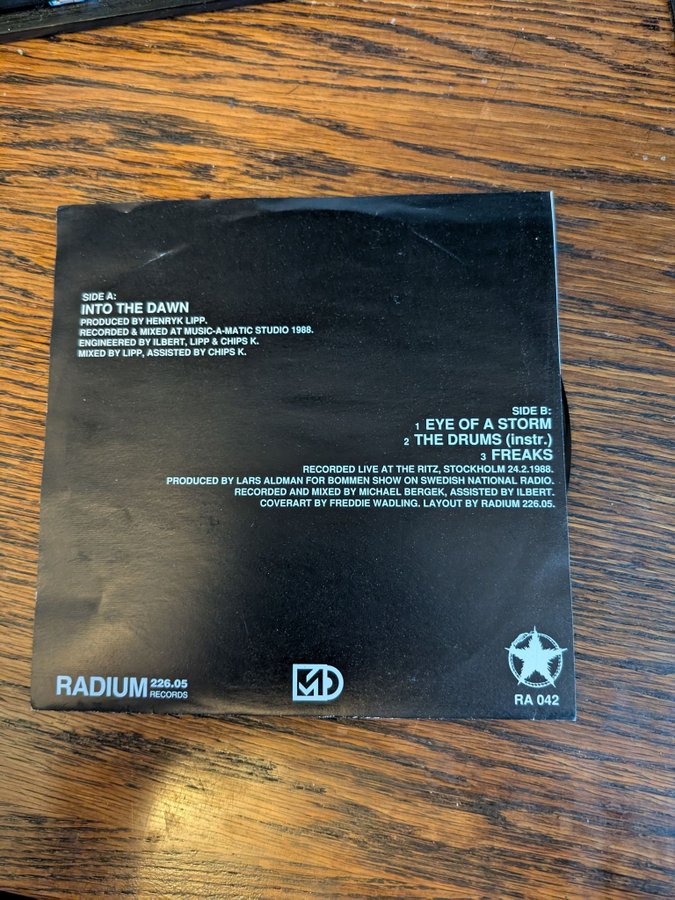 SIDE A:
INTO THE DAWN
PRODUCED BY HENRYK LIPP.
RECORDED & MIXED AT MUSIC-A-MATIC STUDIO 1988.
ENGINEERED BY ILBERT, LIPP & CHIPS K.
MIXED BY LIPP, ASSISTED BY CHIPS K.
SIDE B:
1 EYE OF A STORM
2 THE DRUMS (instr.)
3 FREAKS
RECORDED LIVE AT THE RITZ, STOCKHOLM 24.2.1988.
PRODUCED BY LARS ALDMAN FOR BOMMEN SHOW ON SWEDISH NATIONAL RADIO.
RECORDED AND MIXED BY MICHAEL BERGEK, ASSISTED BY ILBERT.
COVERART BY FREDDIE WADLING. LAYOUT BY RADIUM 226.05.
RADIUM 226.05
RECORDS
RA 042